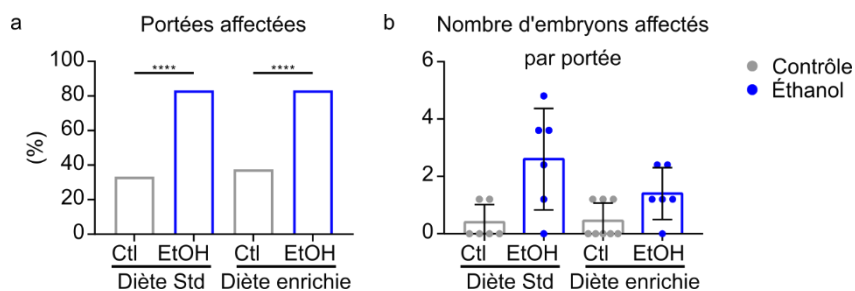 a
Portées affectées
100
80
60
40
20
0
(%)
****
****
Ctl EtOH Ctl EtOH
Diète Std Diète enrichie
b
Nombre d'embryons affectés
par portée
6
4
2
0
Ctl EtOH Ctl EtOH
Diète Std Diète enrichie
Contrôle
Éthanol